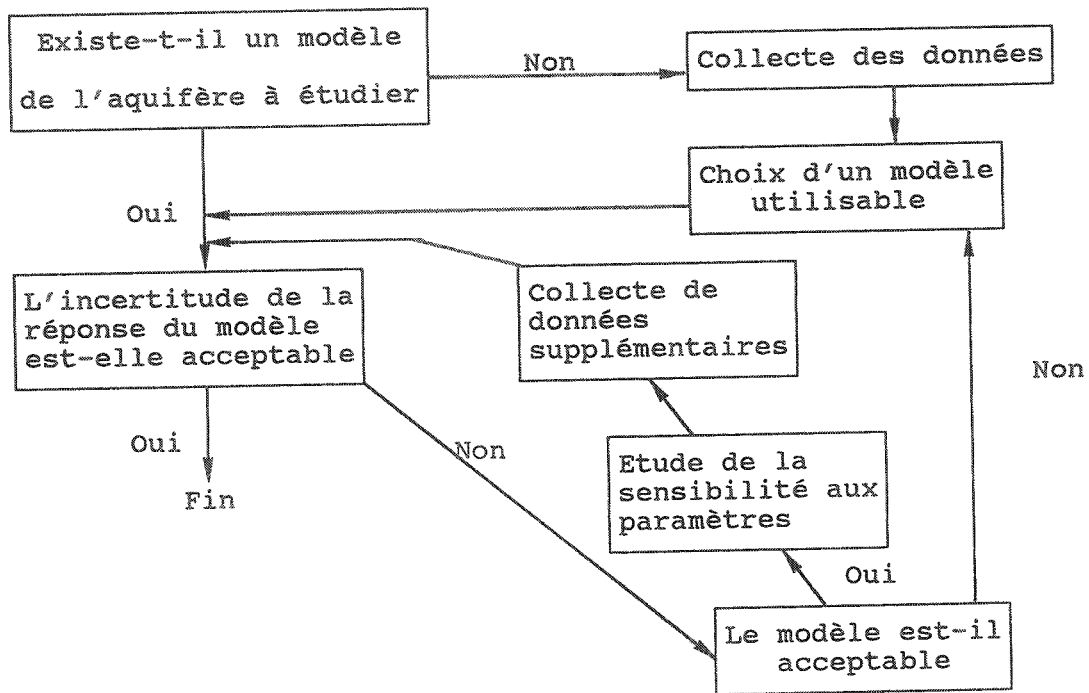 Existe-t-il un modèle
de l'aquifère à étudier
Non
Collecte des données
Choix d'un modèle
utilisable
Oui
L'incertitude de la
réponse du modèle
est-elle acceptable
Collecte de
données
supplémentaires
Non
Oui
Non
Fin
Etude de la
sensibilité aux
paramètres
Oui
Le modèle est-il
acceptable